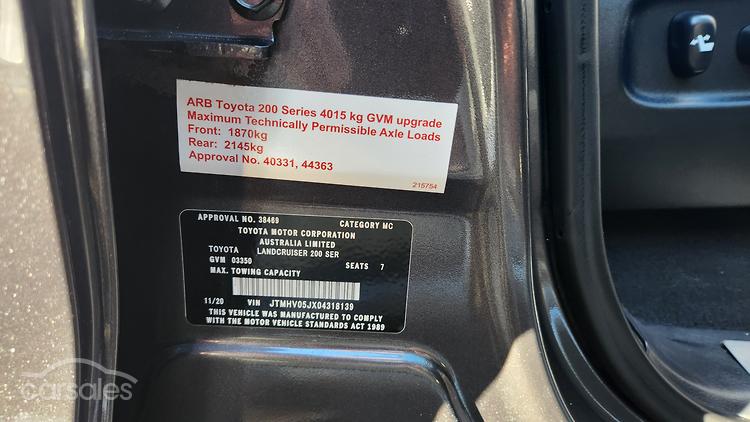 ARB Toyota 200 Series 4015 kg GVM upgrade
Maximum Technically Permissible Axle Loads
Front: 1870kg
Rear: 2145kg
Approval No. 40331, 44363
215754
APPROVAL NO. 38469 CATEGORY MC
TOYOTA MOTOR CORPORATION
AUSTRALIA LIMITED
TOYOTA LANDCRUISER 200 SER
GVM 03350 SEATS 7
MAX. TOWING CAPACITY
11/20 VIN JTMHV05JX04318139
THIS VEHICLE WAS MANUFACTURED TO COMPLY
WITH THE MOTOR VEHICLE STANDARDS ACT 1989
carsales